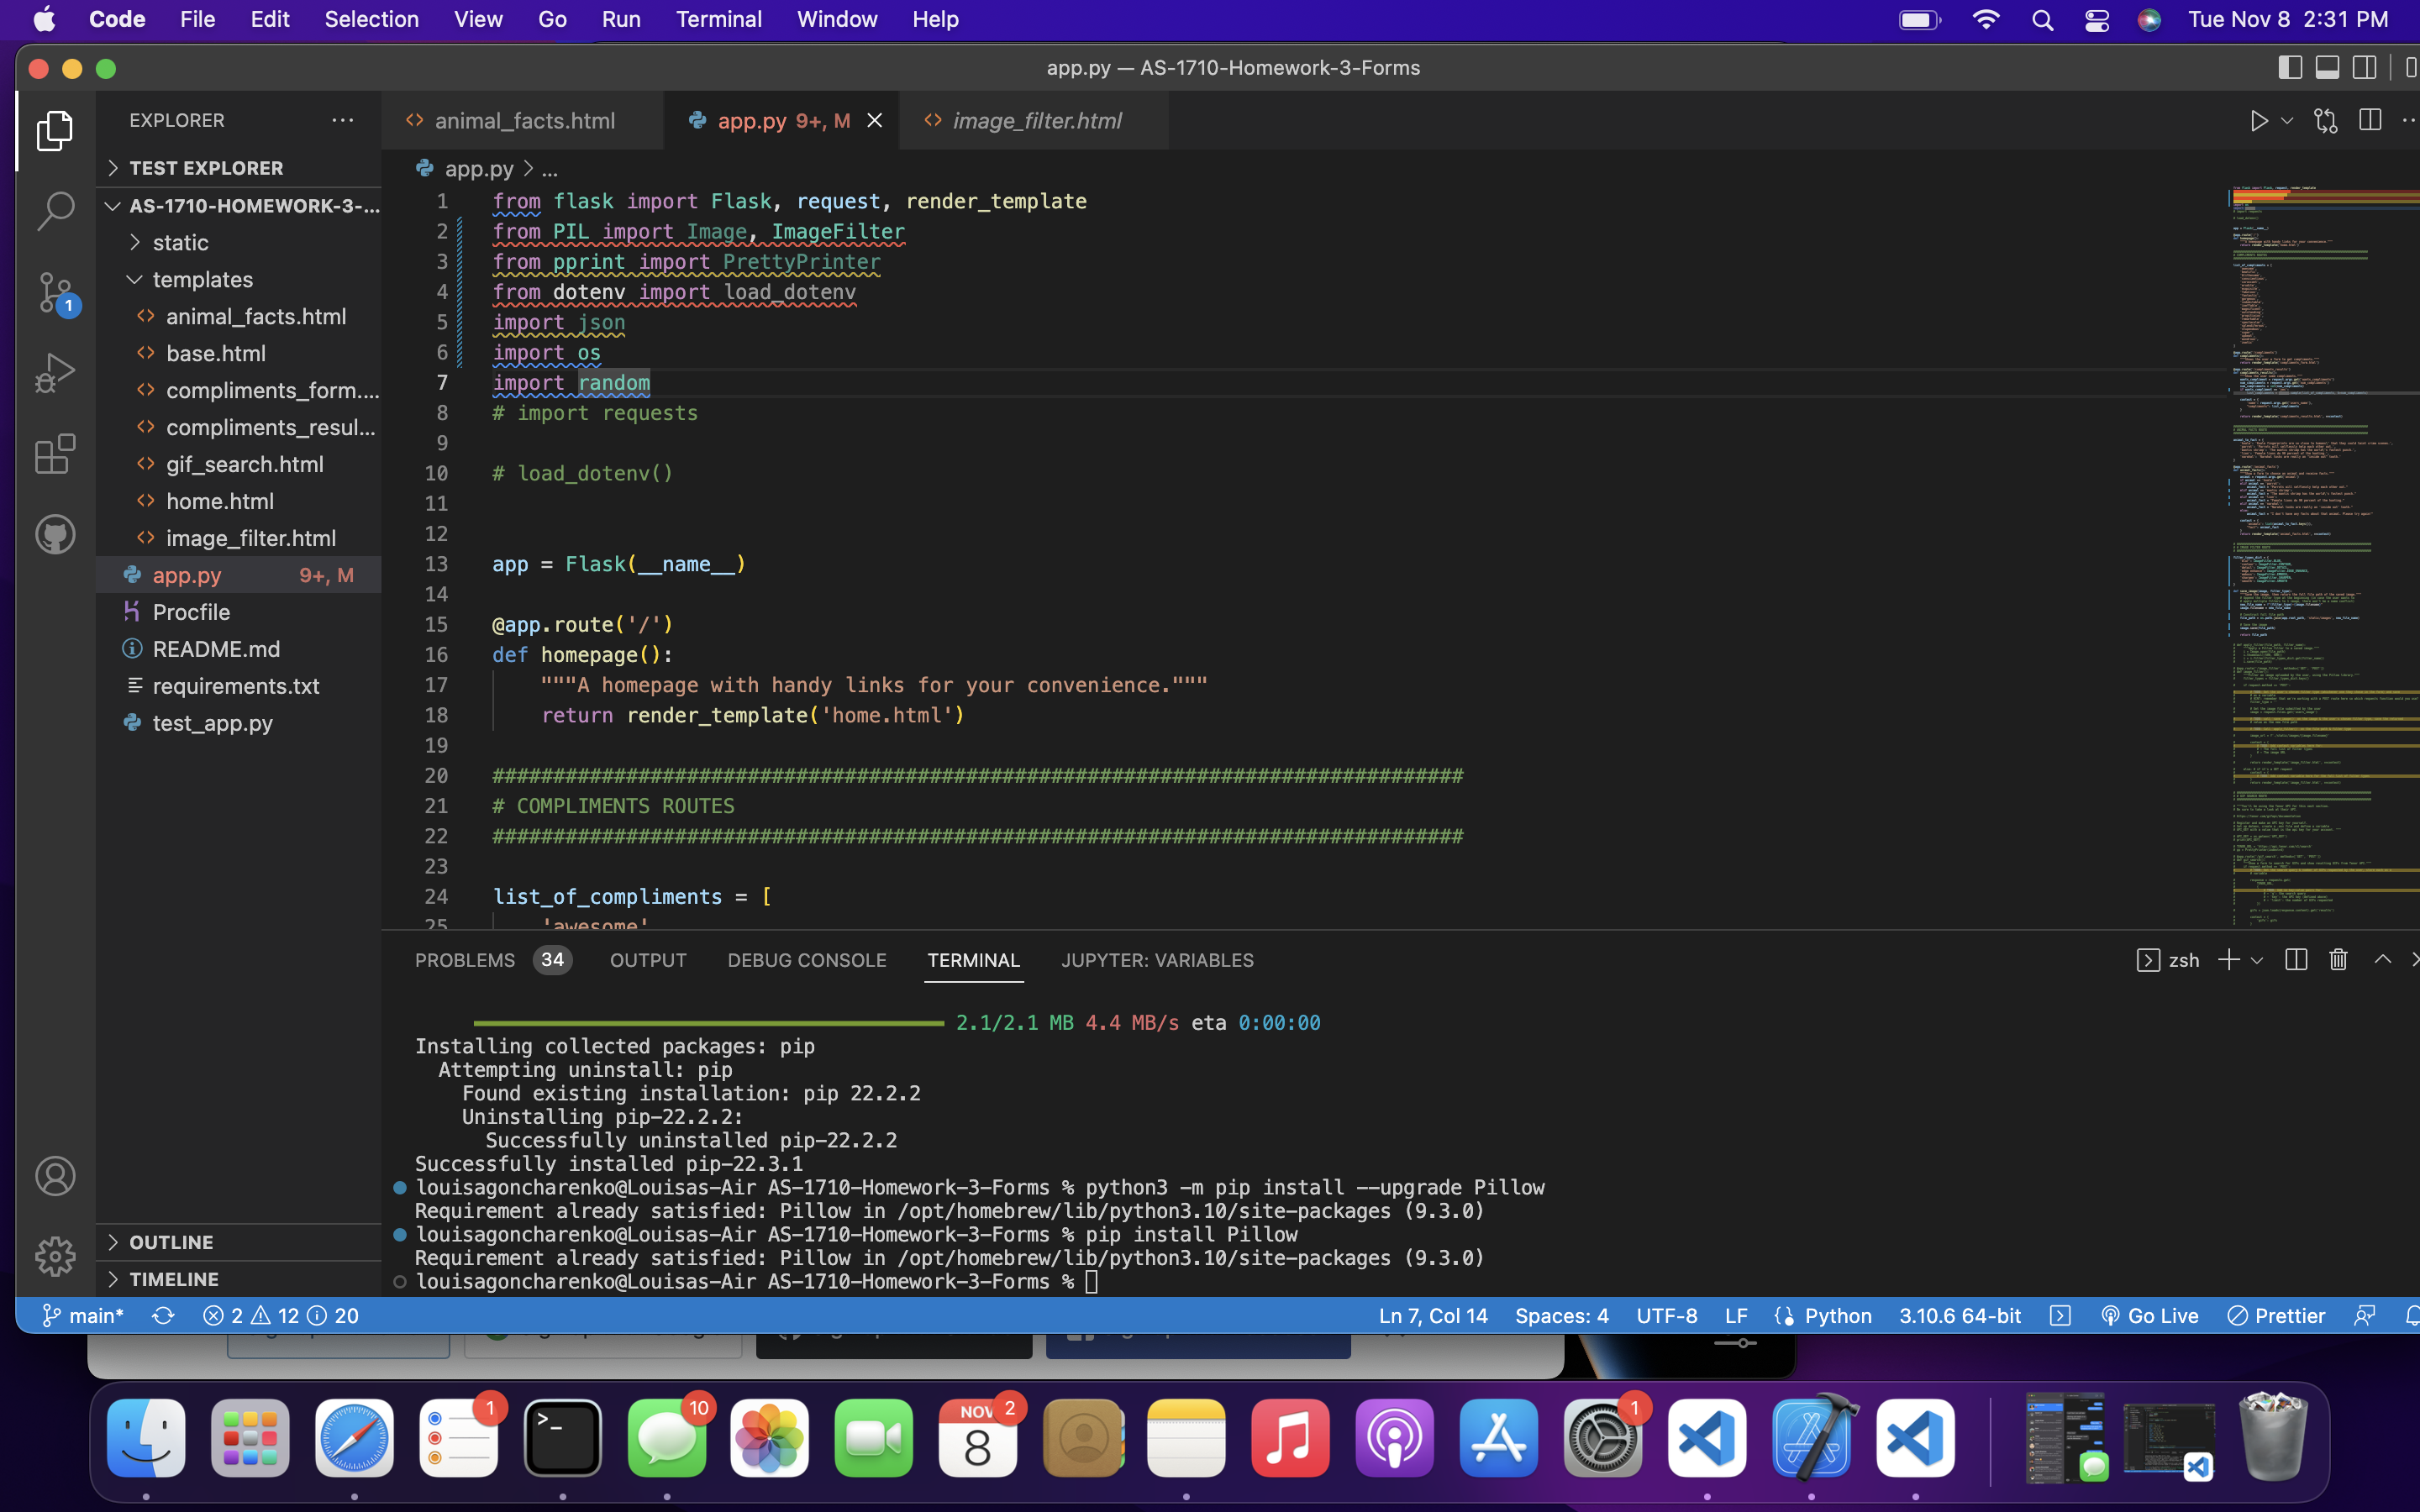 Code File Edit Selection View Go Run Terminal Window Help Tue Nov 8 2:31 PM
app.py — AS-1710-Homework-3-Forms
EXPLORER
TEST EXPLORER
AS-1710-HOMEWORK-3-...
static
templates
animal_facts.html
base.html
compliments_form....
compliments_resul...
gif_search.html
home.html
image_filter.html
app.py 9+, M
Procfile
README.md
requirements.txt
test_app.py
OUTLINE
TIMELINE
1
animal_facts.html app.py 9+, M image_filter.html
app.py > ...
1 from flask import Flask, request, render_template
2 from PIL import Image, ImageFilter
3 from pprint import PrettyPrinter
4 from dotenv import load_dotenv
5 import json
6 import os
7 import random
8 # import requests
9
10 # load_dotenv()
11
12
13 app = Flask(__name__)
14
15 @app.route('/')
16 def homepage():
17 """A homepage with handy links for your convenience."""
18 return render_template('home.html')
19
20 ################################################################################
21 # COMPLIMENTS ROUTES
22 ################################################################################
23
24 list_of_compliments = [
25 'awesome'
PROBLEMS 34 OUTPUT DEBUG CONSOLE TERMINAL JUPYTER: VARIABLES zsh
2.1/2.1 MB 4.4 MB/s eta 0:00:00
Installing collected packages: pip
Attempting uninstall: pip
Found existing installation: pip 22.2.2
Uninstalling pip-22.2.2:
Successfully uninstalled pip-22.2.2
Successfully installed pip-22.3.1
louisagoncharenko@Louisas-Air AS-1710-Homework-3-Forms % python3 -m pip install --upgrade Pillow
Requirement already satisfied: Pillow in /opt/homebrew/lib/python3.10/site-packages (9.3.0)
louisagoncharenko@Louisas-Air AS-1710-Homework-3-Forms % pip install Pillow
Requirement already satisfied: Pillow in /opt/homebrew/lib/python3.10/site-packages (9.3.0)
louisagoncharenko@Louisas-Air AS-1710-Homework-3-Forms %
main* 2 12 20 Ln 7, Col 14 Spaces: 4 UTF-8 LF Python 3.10.6 64-bit Go Live Prettier
1 10 NOV 8 2 1